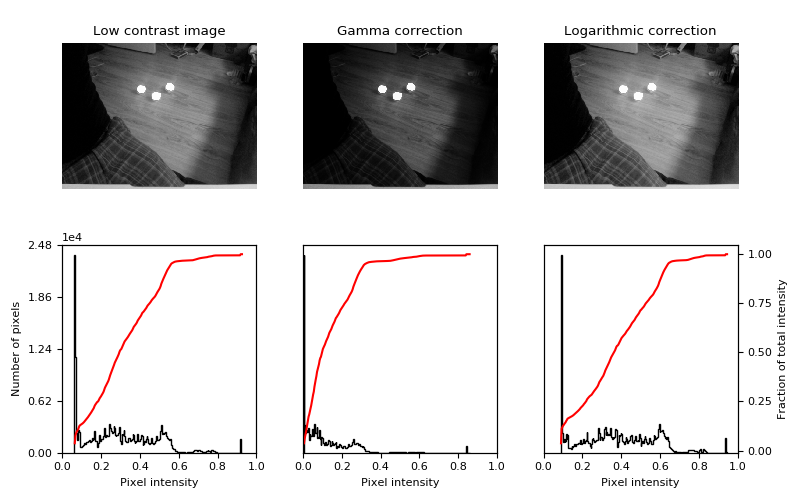 Low contrast image Gamma correction Logarithmic correction
1e4
2.48 1.00
1.86 0.75
1.24 0.50
0.62 0.25
0.00 0.00
Number of pixels
Fraction of total intensity
0.0 0.2 0.4 0.6 0.8 1.0 0.0 0.2 0.4 0.6 0.8 1.0 0.0 0.2 0.4 0.6 0.8 1.0
Pixel intensity Pixel intensity Pixel intensity